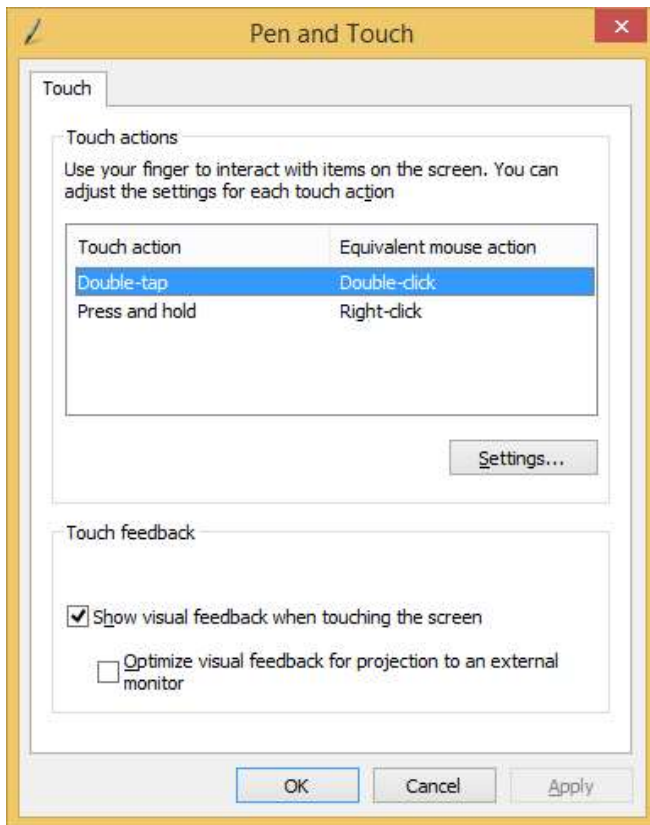 Pen and Touch
Touch
Touch actions
Use your finger to interact with items on the screen. You can
adjust the settings for each touch action
Touch action Equivalent mouse action
Double-tap Double-click
Press and hold Right-click
Settings...
Touch feedback
Show visual feedback when touching the screen
Optimize visual feedback for projection to an external
monitor
OK Cancel Apply